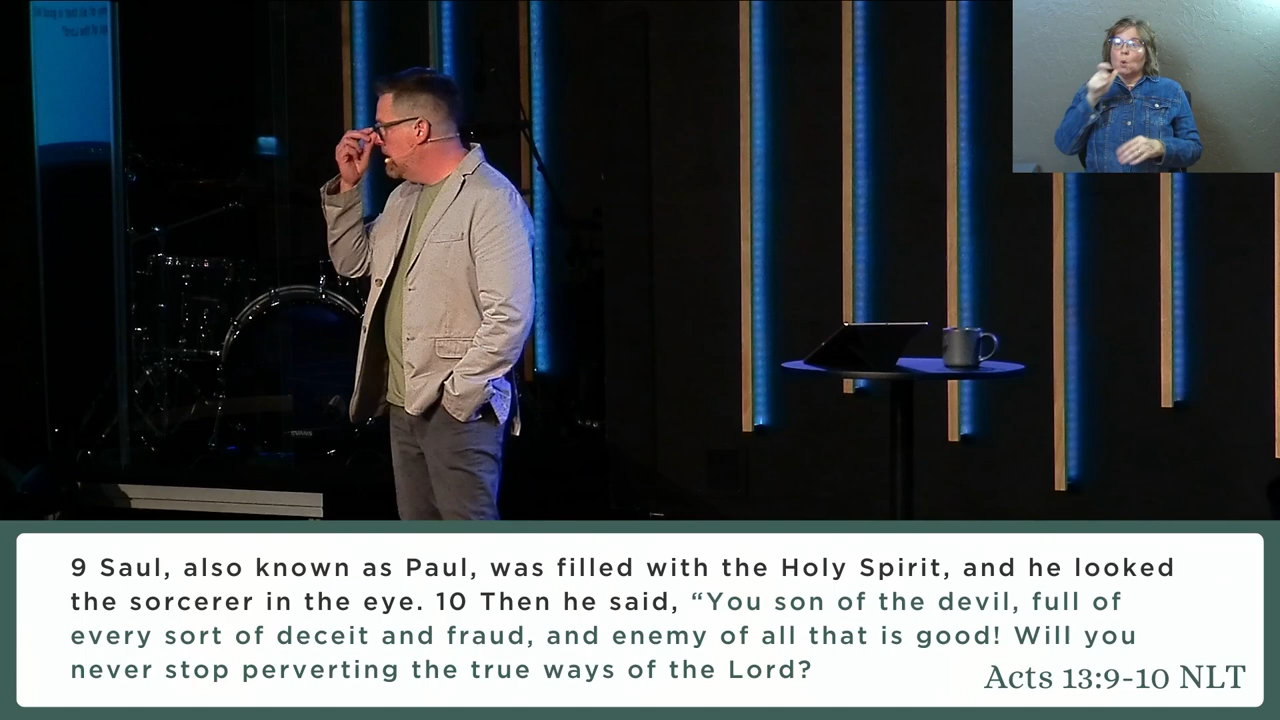 9 Saul, also known as Paul, was filled with the Holy Spirit, and he looked
the sorcerer in the eye. 10 Then he said, “You son of the devil, full of
every sort of deceit and fraud, and enemy of all that is good! Will you
never stop perverting the true ways of the Lord?
Acts 13:9-10 NLT
EVANS